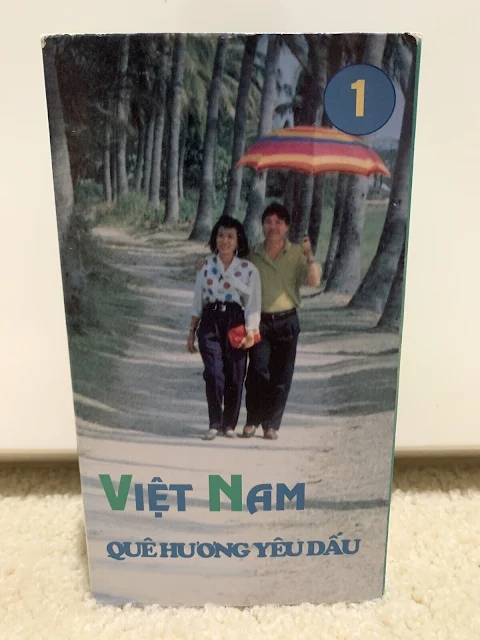 1
VIỆT NAM
QUÊ HƯƠNG YÊU DẤU